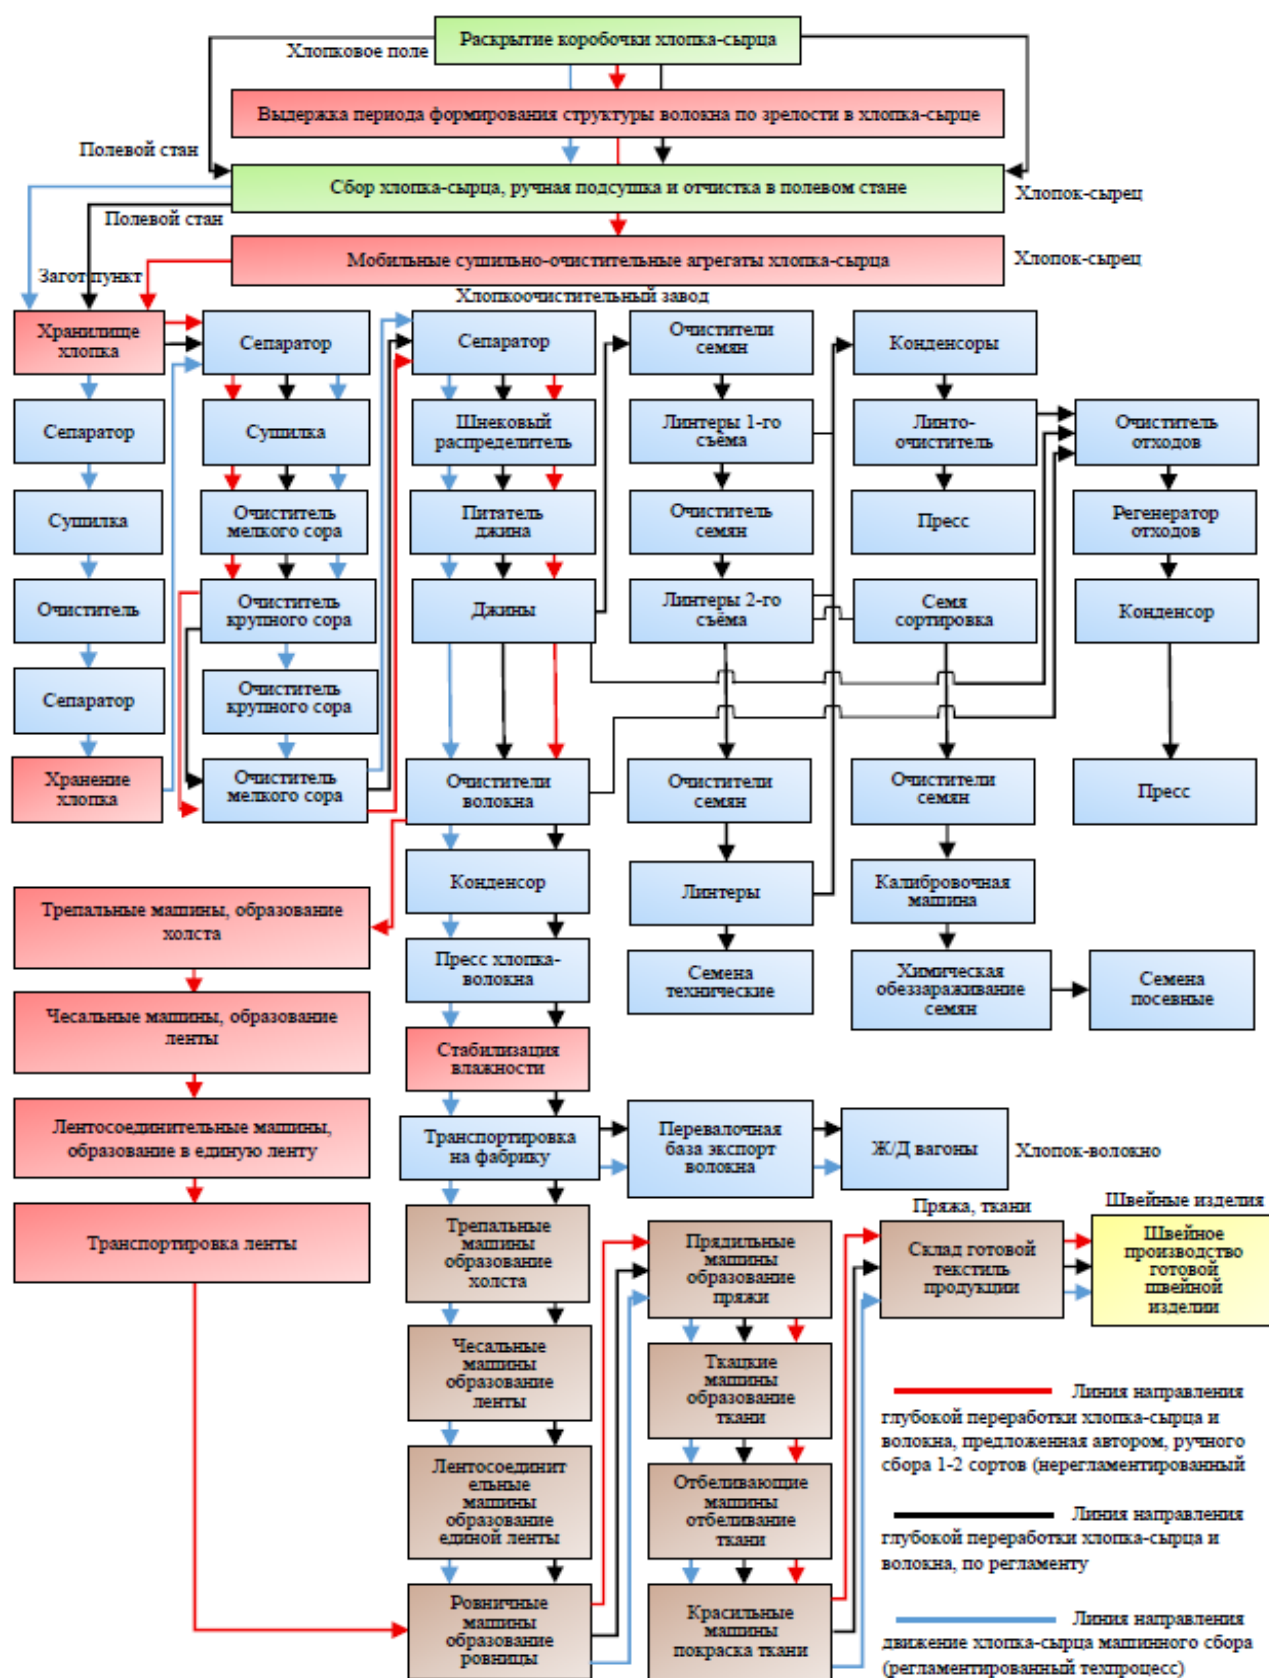 Раскрытие коробочки хлопка-сырца
Хлопковое поле
Выдержка периода формирования структуры волокна по зрелости в хлопка-сырце
Полевой стан
Сбор хлопка-сырца, ручная подсушка и отчистка в полевом стане
Хлопок-сырец
Полевой стан
Мобильные сушильно-очистительные агрегаты хлопка-сырца
Хлопок-сырец
Загот пункт
Хлопкоочистительный завод
Хранилище
хлопка
Сепаратор
Сепаратор
Очистители
семян
Конденсоры
Сепаратор
Сушилка
Шнековый
распределитель
Линтеры 1-го
съёма
Линто-
очиститель
Очиститель
отходов
Сушилка
Очиститель
мелкого сора
Питатель
джина
Очиститель
семян
Пресс
Регенератор
отходов
Очиститель
Очиститель
крупного сора
Джины
Линтеры 2-го
съёма
Семя
сортировка
Конденсор
Сепаратор
Очиститель
крупного сора
Хранение
хлопка
Очиститель
мелкого сора
Очистители
волокна
Очистители
семян
Очистители
семян
Пресс
Трепальные машины, образование
холста
Конденсор
Линтеры
Калибровочная
машина
Пресс хлопка-
волокна
Семена
технические
Химическая
обеззараживание
семян
Семена
посевные
Чесальные машины, образование
ленты
Стабилизация
влажности
Лентосоединительные машины,
образование в единую ленту
Транспортировка
на фабрику
Перевалочная
база экспорт
волокна
Ж/Д вагоны
Хлопок-волокно
Транспортировка ленты
Трепальные
машины
образование
холста
Прядильные
машины
образование
пряжи
Пряжа, ткани
Склад готовой
текстиль
продукции
Швейные изделия
Швейное
производство
готовой
швейной
изделии
Чесальные
машины
образование
ленты
Ткацкие
машины
образование
ткани
Лентосоединит
ельные
машины
образование
единой ленты
Отбеливающие
машины
отбеливание
ткани
Ровничные
машины
образование
ровницы
Красильные
машины
покраска ткани
Линия направления
глубокой переработки хлопка-сырца и
волокна, предложенная автором, ручного
сбора 1-2 сортов (нерегламентированный
Линия направления
глубокой переработки хлопка-сырца и
волокна, по регламенту
Линия направления
движение хлопка-сырца машинного сбора
(регламентированный техпроцесс)